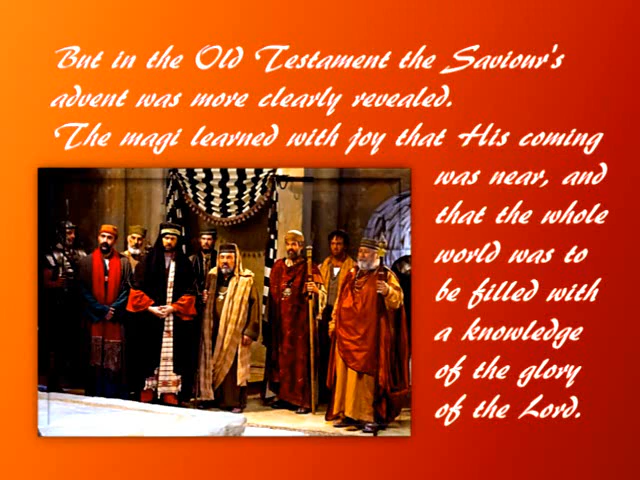 But in the Old Testament the Saviour's
advent was more clearly revealed.
The magi learned with joy that His coming
was near, and
that the whole
world was to
be filled with
a knowledge
of the glory
of the Lord.